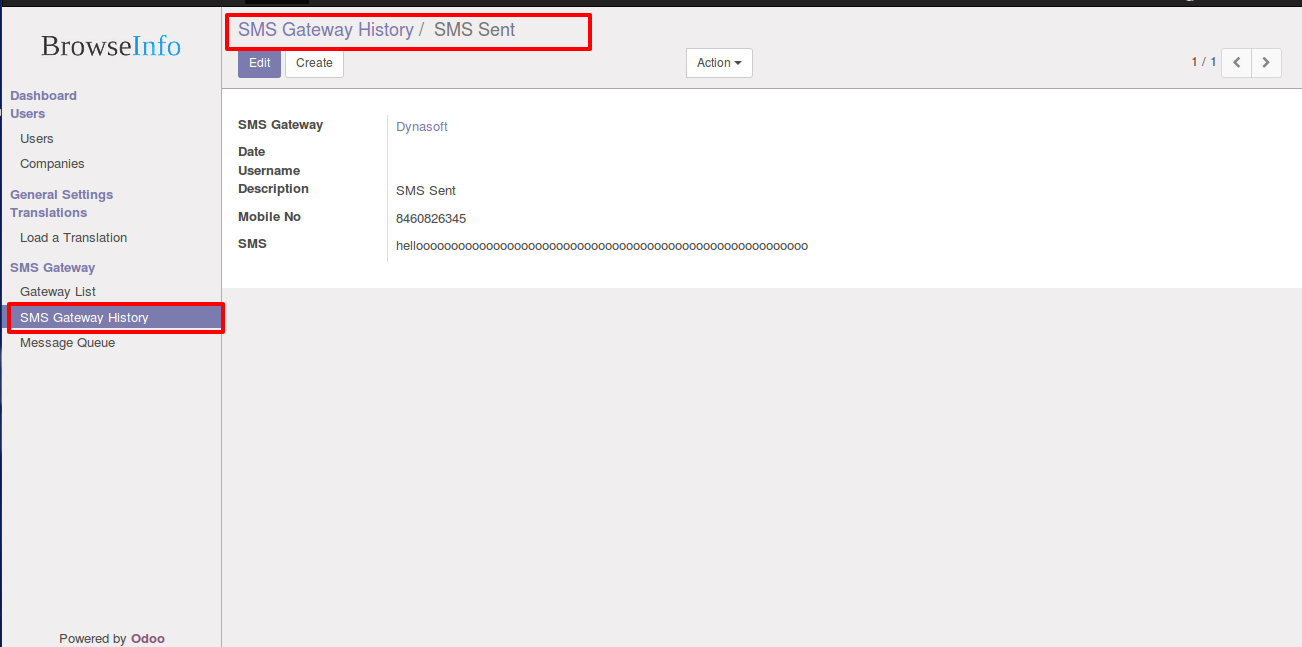 BrowseInfo
Dashboard
Users
Users
Companies
General Settings
Translations
Load a Translation
SMS Gateway
Gateway List
SMS Gateway History
Message Queue
Powered by Odoo
SMS Gateway History / SMS Sent
Edit Create Action 1 / 1
SMS Gateway Dynasoft
Date
Username
Description SMS Sent
Mobile No 8460826345
SMS hellooooooooooooooooooooooooooooooooooooooooooooooooooooooooo